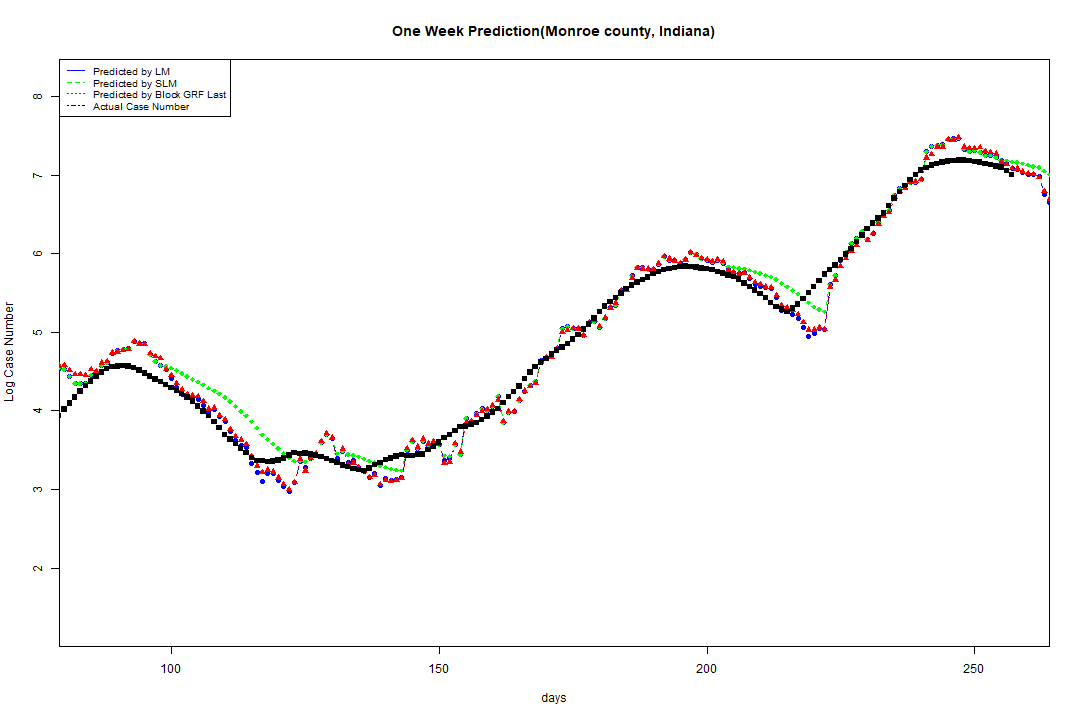 One Week Prediction(Monroe county, Indiana)
Predicted by LM
Predicted by SLM
Predicted by Block GRF Last
Actual Case Number
8
7
6
5
4
3
2
Log Case Number
100 150 200 250
days